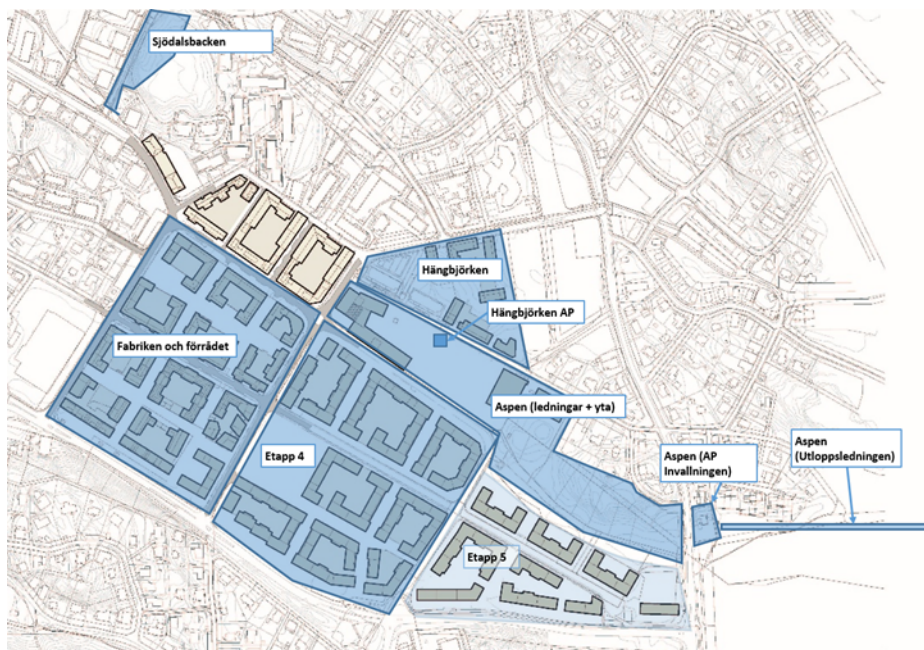 Sjödalsbacken
Hängbjörken
Hängbjörken AP
Fabriken och förrådet
Aspen (ledningar + yta)
Aspen (AP
Invallningen)
Aspen
(Utloppsledningen)
Etapp 4
Etapp 5